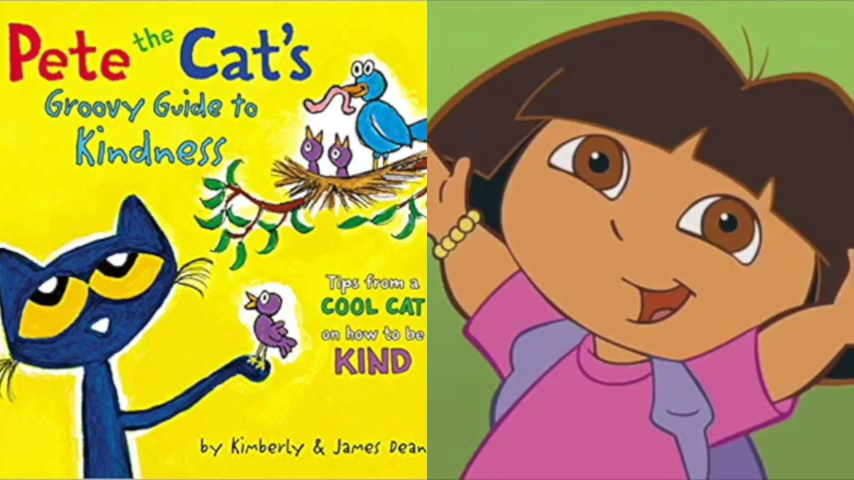 Pete the Cat's
Groovy Guide to
Kindness
Tips from a
COOL CAT
on how to be
KIND
by Kimberly & James Dean